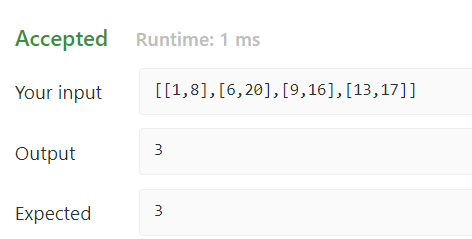 Accepted Runtime: 1 ms
Your input [[1,8],[6,20],[9,16],[13,17]]
Output 3
Expected 3